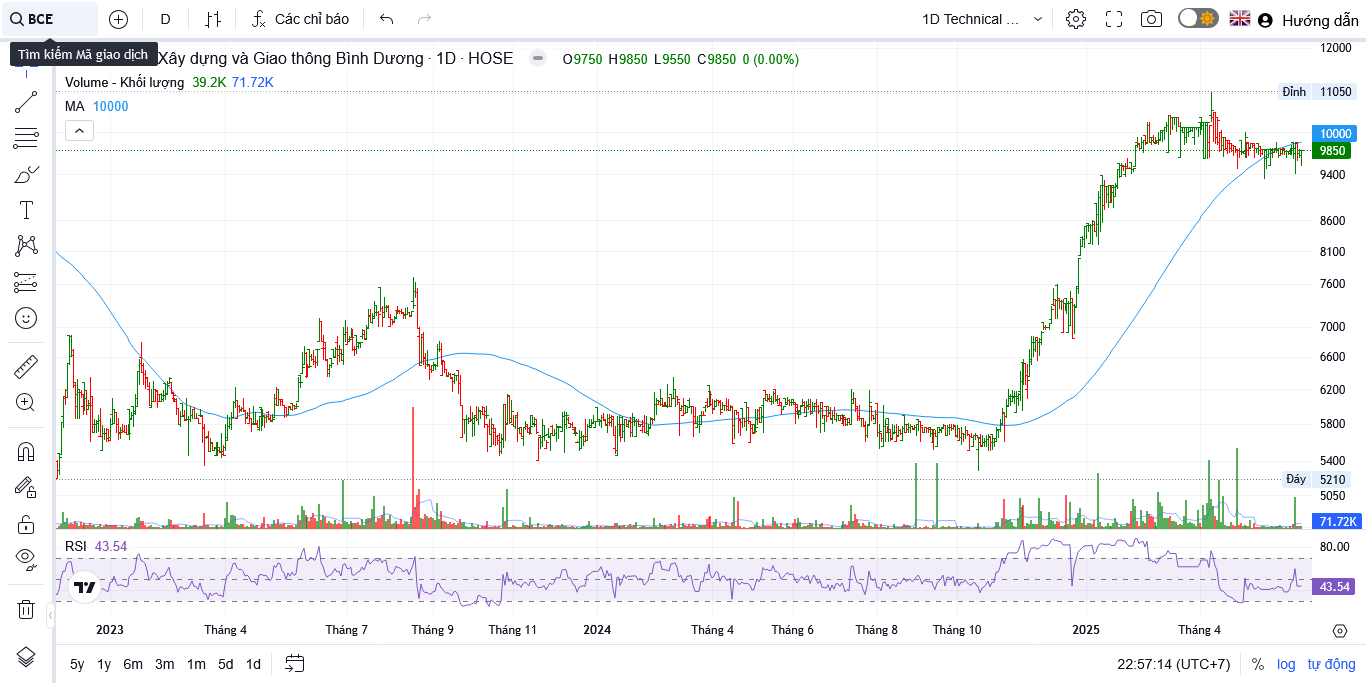 BCE
D
Các chỉ báo
1D Technical ...
Hướng dẫn
Tìm kiếm Mã giao dịch
Xây dựng và Giao thông Bình Dương · 1D · HOSE
O9750 H9850 L9550 C9850 0 (0.00%)
Volume - Khối lượng 39.2K 71.72K
MA 10000
12000
Đỉnh 11050
10000
9850
9400
8600
8100
7600
7000
6600
6200
5800
5400
Đáy 5210
5050
71.72K
RSI 43.54
80.00
43.54
2023 Tháng 4 Tháng 7 Tháng 9 Tháng 11 2024 Tháng 4 Tháng 6 Tháng 8 Tháng 10 2025 Tháng 4
5y 1y 6m 3m 1m 5d 1d
22:57:14 (UTC+7) % log tự động